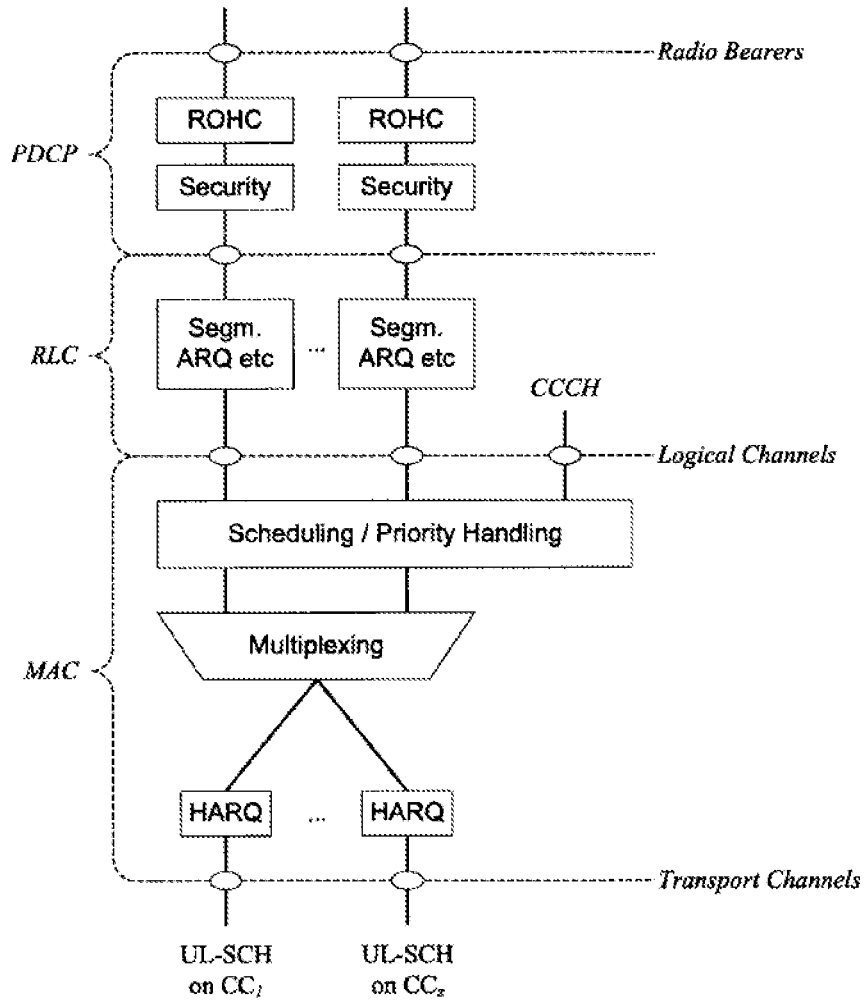 Radio Bearers
ROHC ROHC
PDCP
Security Security
Segm. ARQ etc ... Segm. ARQ etc
RLC
CCCH
Logical Channels
Scheduling / Priority Handling
Multiplexing
MAC
HARQ ... HARQ
Transport Channels
UL-SCH on CC1 UL-SCH on CCz